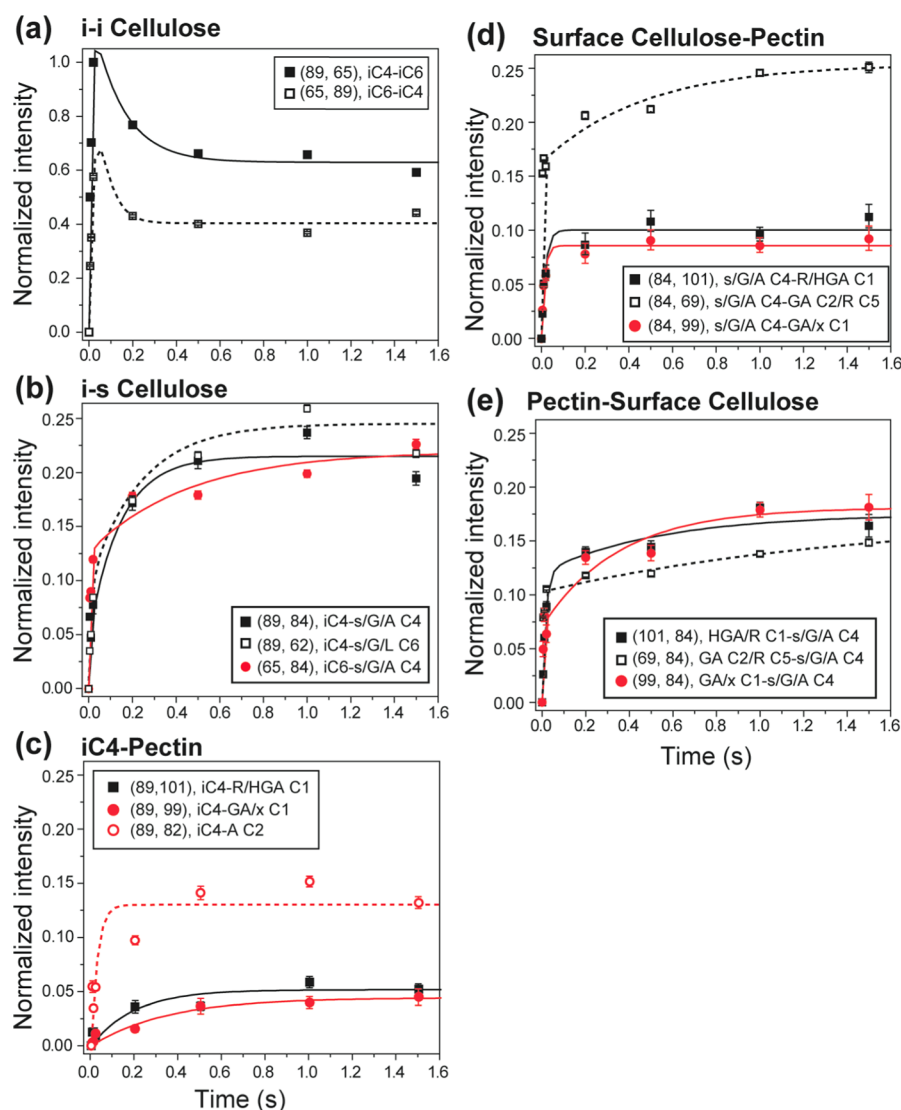 (a) i-i Cellulose
Normalized intensity
1.0
0.8
0.6
0.4
0.2
0.0
(89, 65), iC4-iC6
(65, 89), iC6-iC4
0.0 0.2 0.4 0.6 0.8 1.0 1.2 1.4 1.6
(b) i-s Cellulose
Normalized intensity
0.25
0.20
0.15
0.10
0.05
0.00
(89, 84), iC4-s/G/A C4
(89, 62), iC4-s/G/L C6
(65, 84), iC6-s/G/A C4
0.0 0.2 0.4 0.6 0.8 1.0 1.2 1.4 1.6
(c) iC4-Pectin
Normalized intensity
0.25
0.20
0.15
0.10
0.05
0.00
(89,101), iC4-R/HGA C1
(89, 99), iC4-GA/x C1
(89, 82), iC4-A C2
0.0 0.2 0.4 0.6 0.8 1.0 1.2 1.4 1.6
Time (s)
(d) Surface Cellulose-Pectin
Normalized intensity
0.25
0.20
0.15
0.10
0.05
0.00
(84, 101), s/G/A C4-R/HGA C1
(84, 69), s/G/A C4-GA C2/R C5
(84, 99), s/G/A C4-GA/x C1
0.0 0.2 0.4 0.6 0.8 1.0 1.2 1.4 1.6
(e) Pectin-Surface Cellulose
Normalized intensity
0.25
0.20
0.15
0.10
0.05
0.00
(101, 84), HGA/R C1-s/G/A C4
(69, 84), GA C2/R C5-s/G/A C4
(99, 84), GA/x C1-s/G/A C4
0.0 0.2 0.4 0.6 0.8 1.0 1.2 1.4 1.6
Time (s)